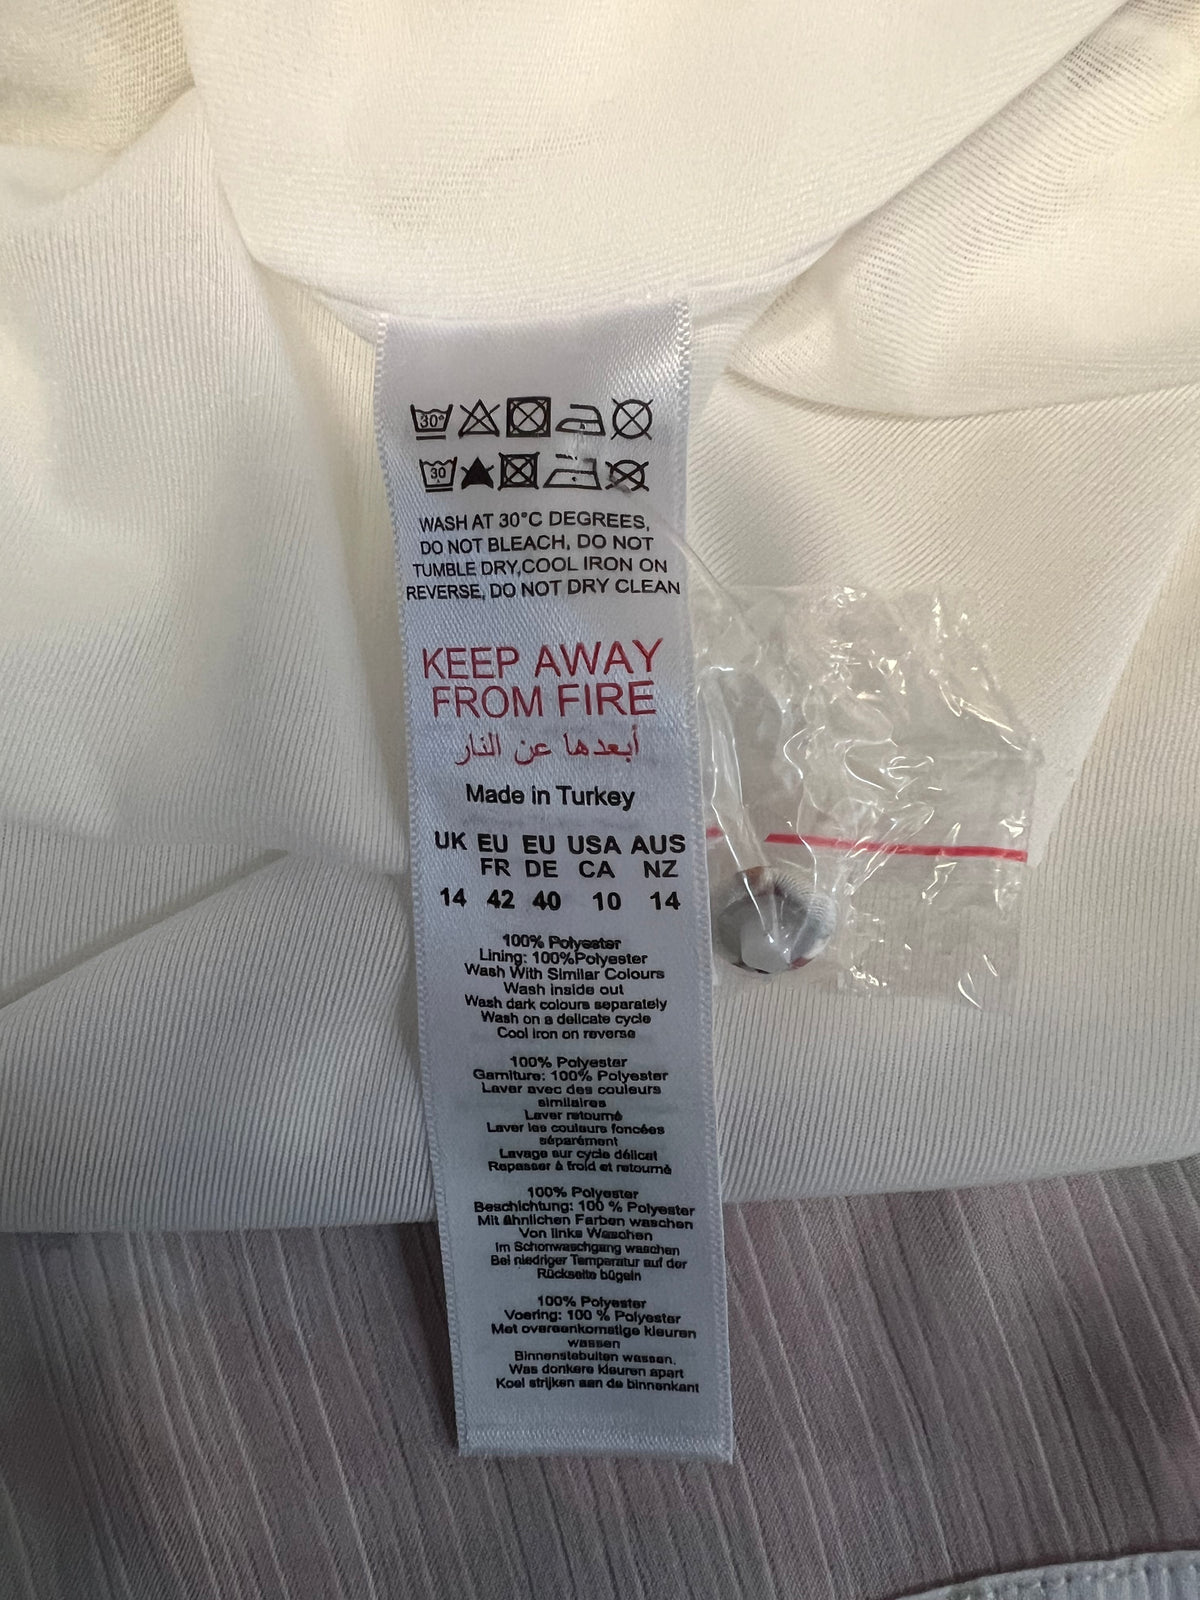 30°
30
WASH AT 30°C DEGREES,
DO NOT BLEACH, DO NOT
TUMBLE DRY,COOL IRON ON
REVERSE, DO NOT DRY CLEAN
KEEP AWAY
FROM FIRE
أبعدها عن النار
Made in Turkey
UK EU EU USA AUS
FR DE CA NZ
14 42 40 10 14
100% Polyester
Lining: 100%Polyester
Wash With Similar Colours
Wash inside out
Wash dark colours separately
Wash on a delicate cycle
Cool iron on reverse
100% Polyester
Garniture: 100% Polyester
Laver avec des couleurs
similaires
Laver retourné
Laver les couleurs foncées
séparément
Lavage sur cycle délicat
Repasser à froid et retourné
100% Polyester
Beschichtung: 100 % Polyester
Mit ähnlichen Farben waschen
Von links Waschen
Im Schonwaschgang waschen
Bei niedriger Temperatur auf der
Rückseite bügeln
100% Polyester
Voering: 100 % Polyester
Met overeenkomstige kleuren
wassen
Binnenstebuiten wassen.
Was donkere kleuren apart
Koel strijken aan de binnenkant